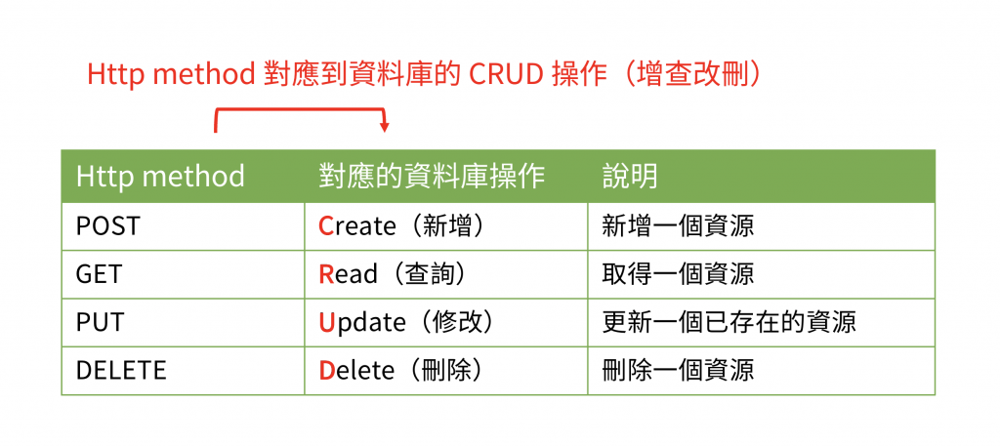 Http method 對應到資料庫的 CRUD 操作（增查改刪）
Http method 對應的資料庫操作 說明
POST Create（新增） 新增一個資源
GET Read（查詢） 取得一個資源
PUT Update（修改） 更新一個已存在的資源
DELETE Delete（刪除） 刪除一個資源